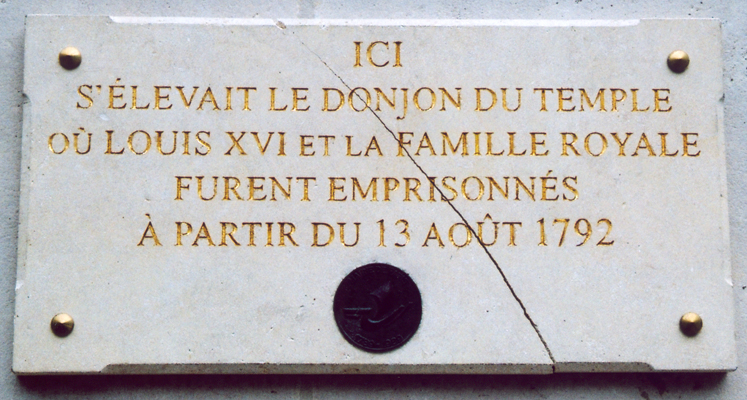 ICI
S'ÉLEVAIT LE DONJON DU TEMPLE
OÙ LOUIS XVI ET LA FAMILLE ROYALE
FURENT EMPRISONNÉS
À PARTIR DU 13 AOÛT 1792